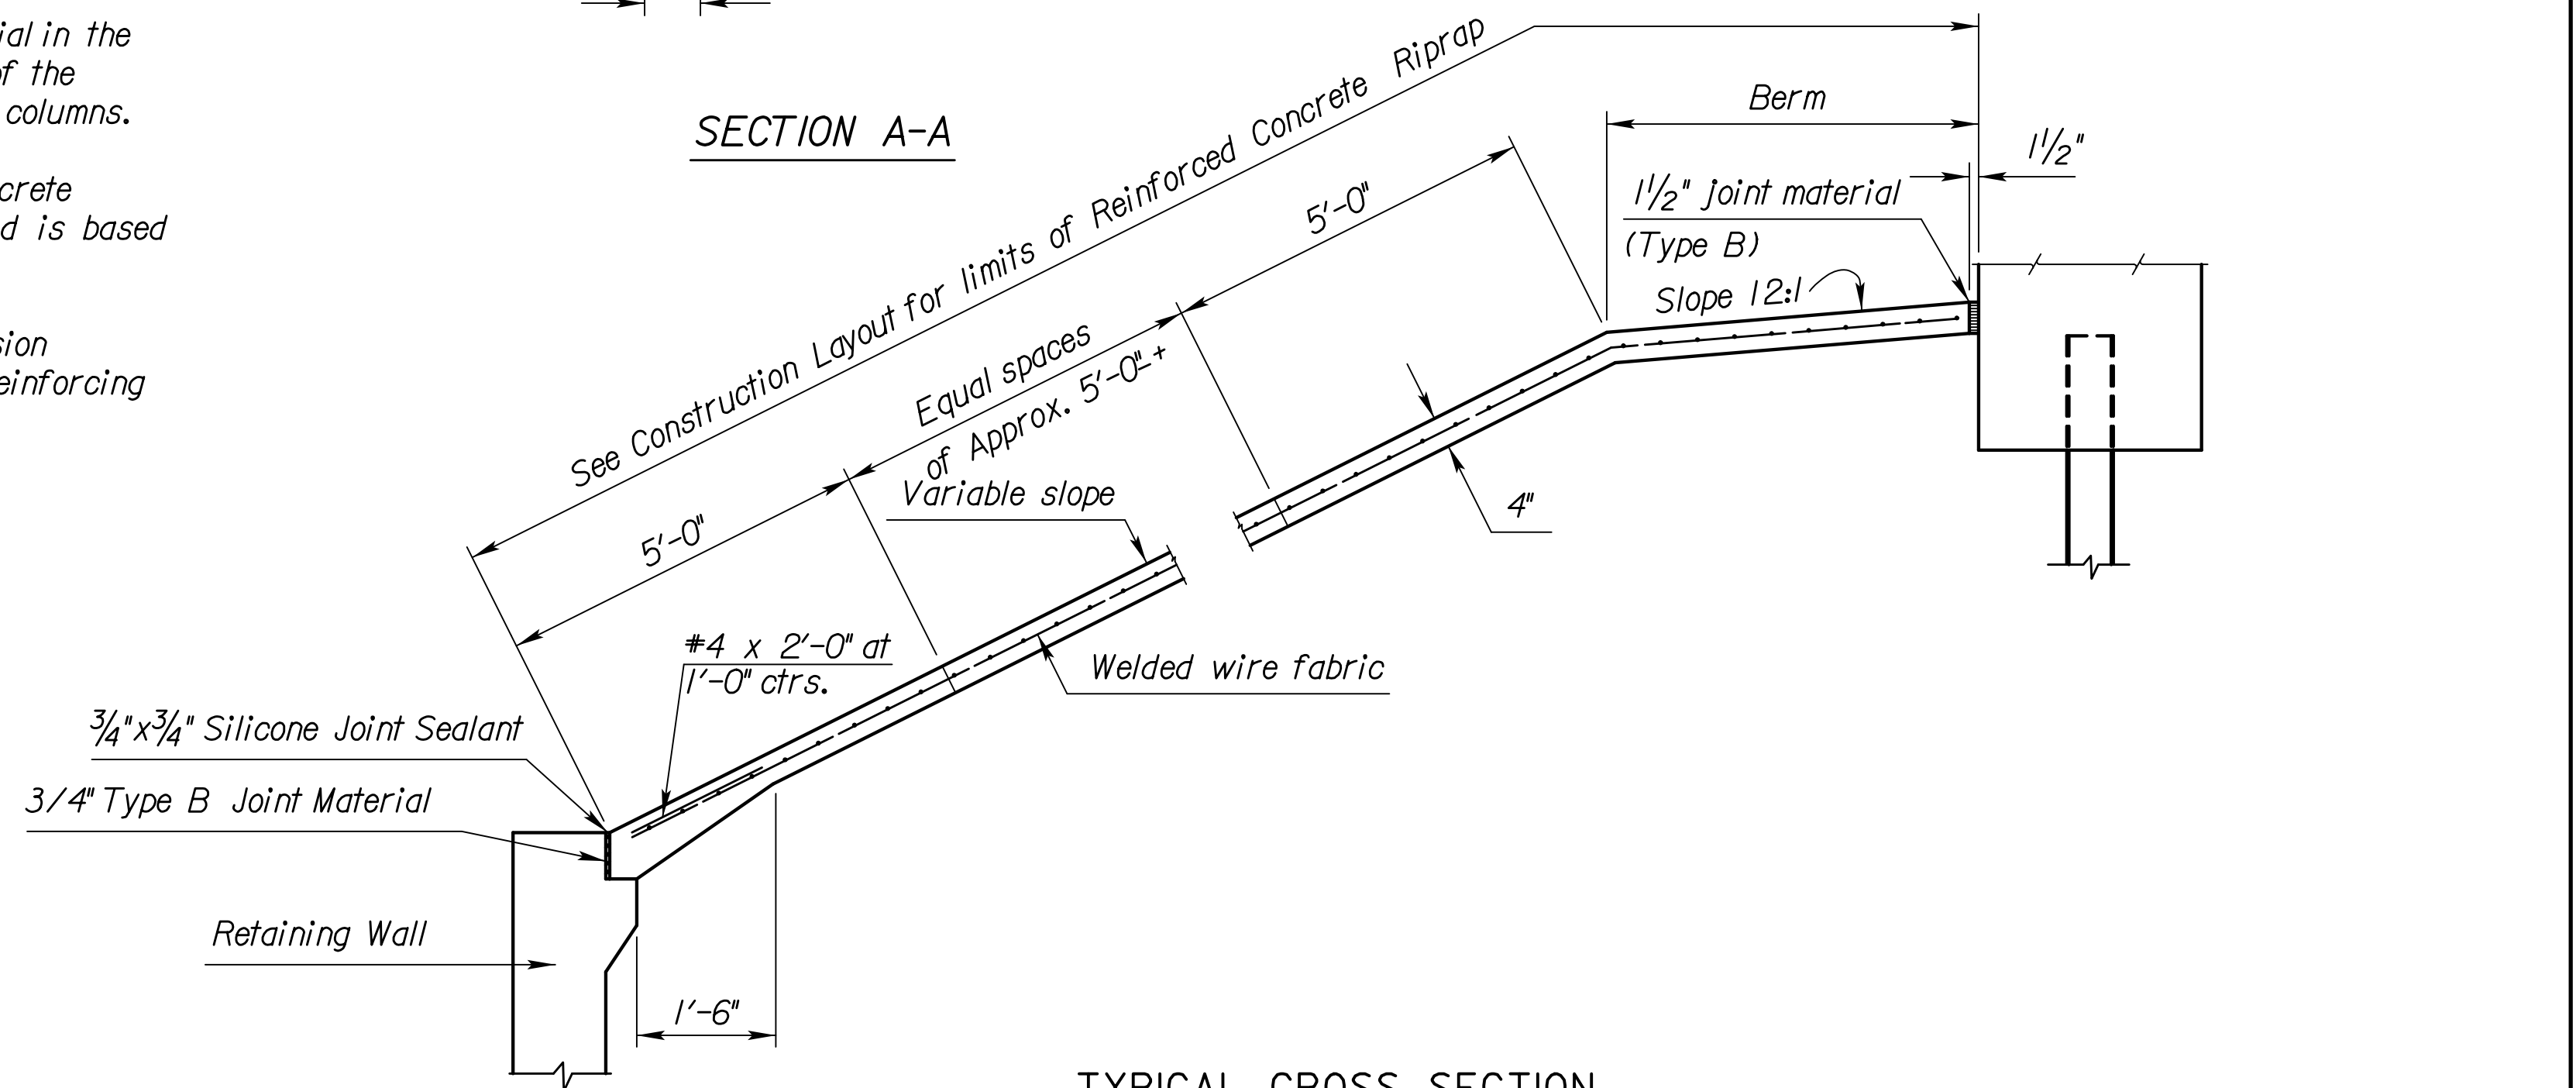 ial in the
of the
columns.
crete
d is based
sion
einforcing
SECTION A-A
See Construction Layout for limits of Reinforced Concrete Riprap
Berm
1½"
1½" joint material
(Type B)
Slope 12:1
5'-0"
Equal spaces
of Approx. 5'-0"±
5'-0"
Variable slope
4"
#4 x 2'-0" at
1'-0" ctrs.
Welded wire fabric
¾"x¾" Silicone Joint Sealant
3/4" Type B Joint Material
Retaining Wall
1'-6"
TYPICAL CROSS SECTION